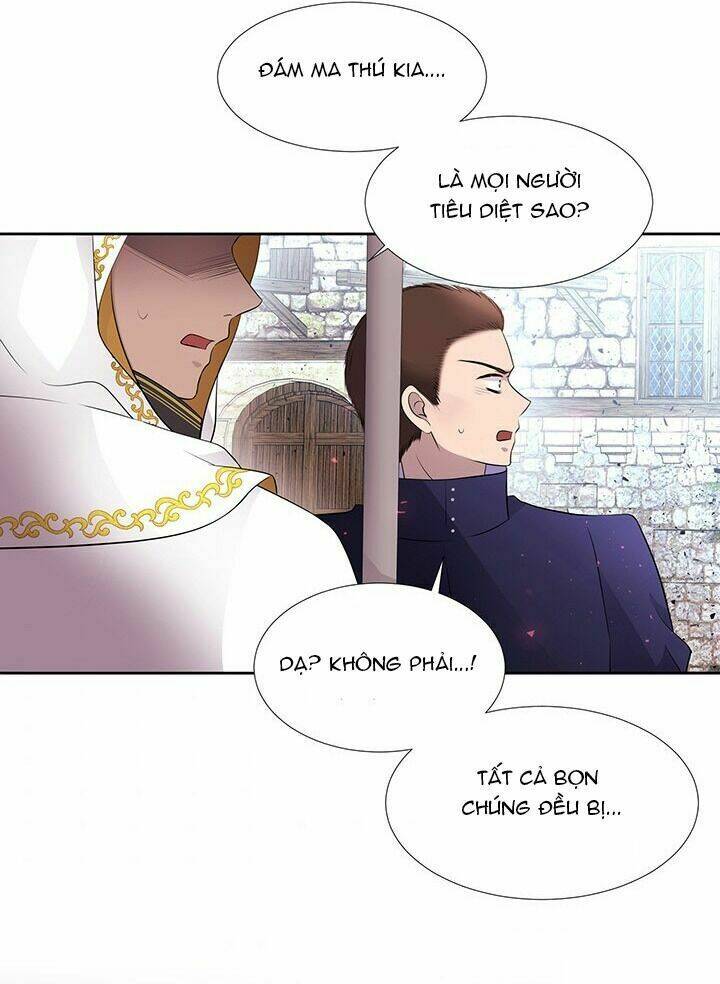 ĐÁM MA THÚ KIA....
LÀ MỌI NGƯỜI
TIÊU DIỆT SAO?
DẠ? KHÔNG PHẢI...!
TẤT CẢ BỌN
CHÚNG ĐỀU BỊ...